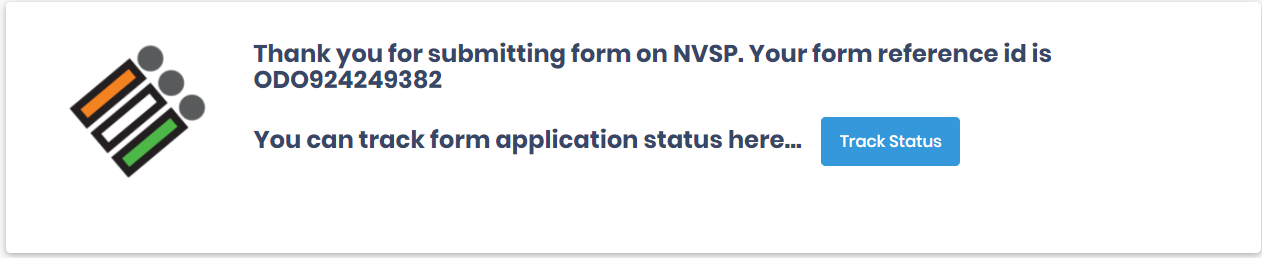 Thank you for submitting form on NVSP. Your form reference id is
ODO924249382
You can track form application status here...
Track Status